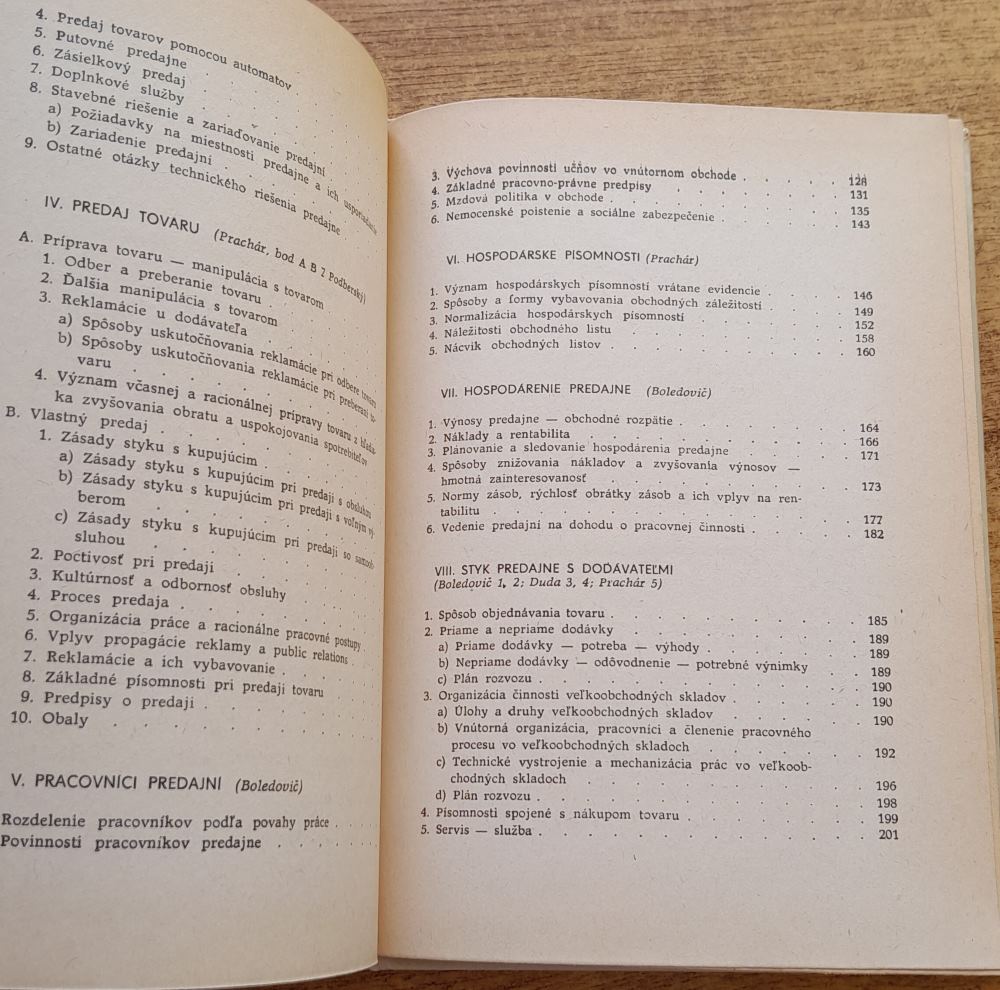 4. Predaj tovarov pomocou automatov
5. Putovné predajne
6. Zásielkový predaj
7. Doplnkové služby
8. Stavebné riešenie a zariaďovanie predajní
a) Požiadavky na miestnosti predajne a ich usporiadanie
b) Zariadenie predajní
9. Ostatné otázky technického riešenia predajne
IV. PREDAJ TOVARU (Prachár, bod A B 2 Podberský)
A. Príprava tovaru — manipulácia s tovarom
1. Odber a preberanie tovaru
2. Ďalšia manipulácia s tovarom
3. Reklamácie u dodávateľa
a) Spôsoby uskutočňovania reklamácie pri odbere tovaru
b) Spôsoby uskutočňovania reklamácie pri preberaní to-
varu
4. Význam včasnej a racionálnej prípravy tovaru z hľadis-
ka zvyšovania obratu a uspokojovania spotrebiteľov
B. Vlastný predaj
1. Zásady styku s kupujúcim
a) Zásady styku s kupujúcim pri predaji s obsluhou
b) Zásady styku s kupujúcim pri predaji s voľným vý-
berom
c) Zásady styku s kupujúcim pri predaji so samoob-
sluhou
2. Poctivosť pri predaji
3. Kultúrnosť a odbornosť obsluhy
4. Proces predaja
5. Organizácia práce a racionálne pracovné postupy
6. Vplyv propagácie reklamy a public relations
7. Reklamácie a ich vybavovanie
8. Základné písomnosti pri predaji tovaru
9. Predpisy o predaji
10. Obaly
V. PRACOVNÍCI PREDAJNÍ (Boledovič)
Rozdelenie pracovníkov podľa povahy práce
Povinnosti pracovníkov predajne
3. Výchova povinnosti učňov vo vnútornom obchode 128
4. Základné pracovno-právne predpisy 131
5. Mzdová politika v obchode 135
6. Nemocenské poistenie a sociálne zabezpečenie 143
VI. HOSPODÁRSKE PÍSOMNOSTI (Prachár)
1. Význam hospodárskych písomností vrátane evidencie 146
2. Spôsoby a formy vybavovania obchodných záležitostí 149
3. Normalizácia hospodárskych písomností 152
4. Náležitosti obchodného listu 158
5. Nácvik obchodných listov 160
VII. HOSPODÁRENIE PREDAJNE (Boledovič)
1. Výnosy predajne — obchodné rozpätie 164
2. Náklady a rentabilita 166
3. Plánovanie a sledovanie hospodárenia predajne 171
4. Spôsoby znižovania nákladov a zvyšovania výnosov —
hmotná zainteresovanosť 173
5. Normy zásob, rýchlosť obrátky zásob a ich vplyv na ren-
tabilitu 177
6. Vedenie predajní na dohodu o pracovnej činnosti 182
VIII. STYK PREDAJNE S DODÁVATEĽMI
(Boledovič 1, 2; Duda 3, 4; Prachár 5)
1. Spôsob objednávania tovaru 185
2. Priame a nepriame dodávky 189
a) Priame dodávky — potreba — výhody 189
b) Nepriame dodávky — odôvodnenie — potrebné výnimky 189
c) Plán rozvozu 190
3. Organizácia činnosti veľkoobchodných skladov 190
a) Úlohy a druhy veľkoobchodných skladov 190
b) Vnútorná organizácia, pracovníci a členenie pracovného
procesu vo veľkoobchodných skladoch 192
c) Technické vystrojenie a mechanizácia prác vo veľkoob-
chodných skladoch 196
d) Plán rozvozu 198
4. Písomnosti spojené s nákupom tovaru 199
5. Servis — služba 201